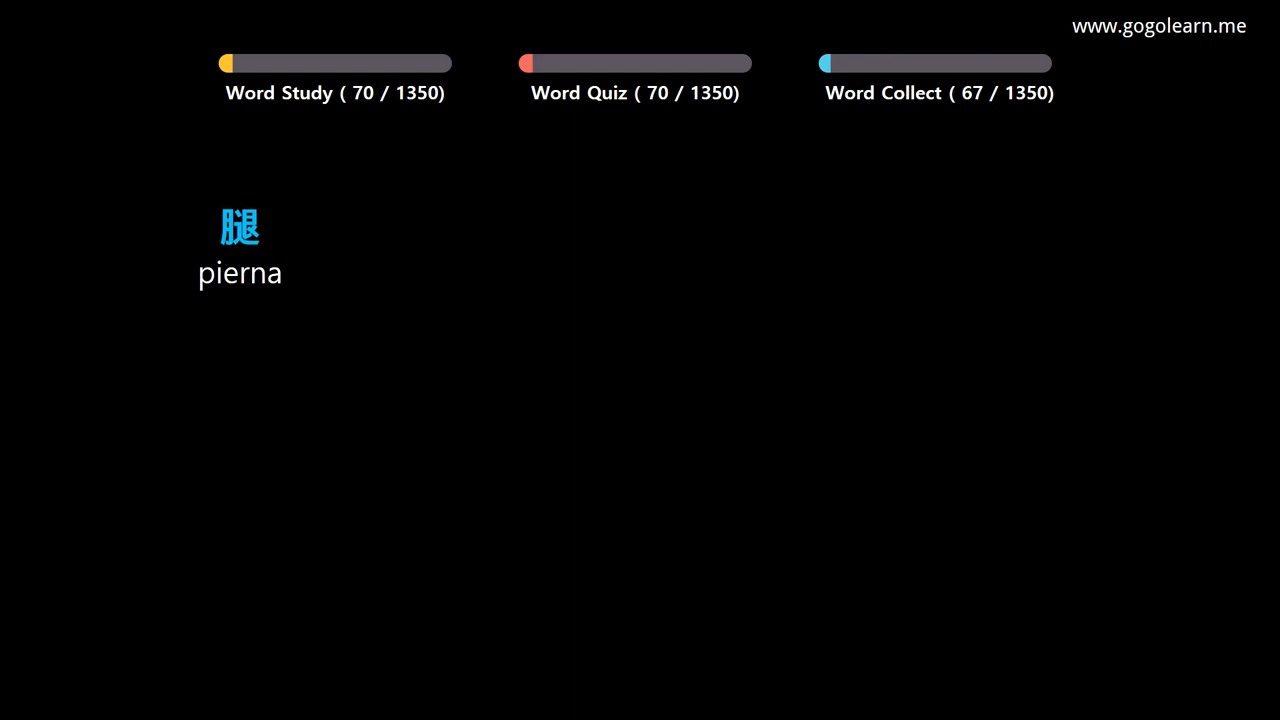 www.gogolearn.me
Word Study ( 70 / 1350)
Word Quiz ( 70 / 1350)
Word Collect ( 67 / 1350)
腿
pierna